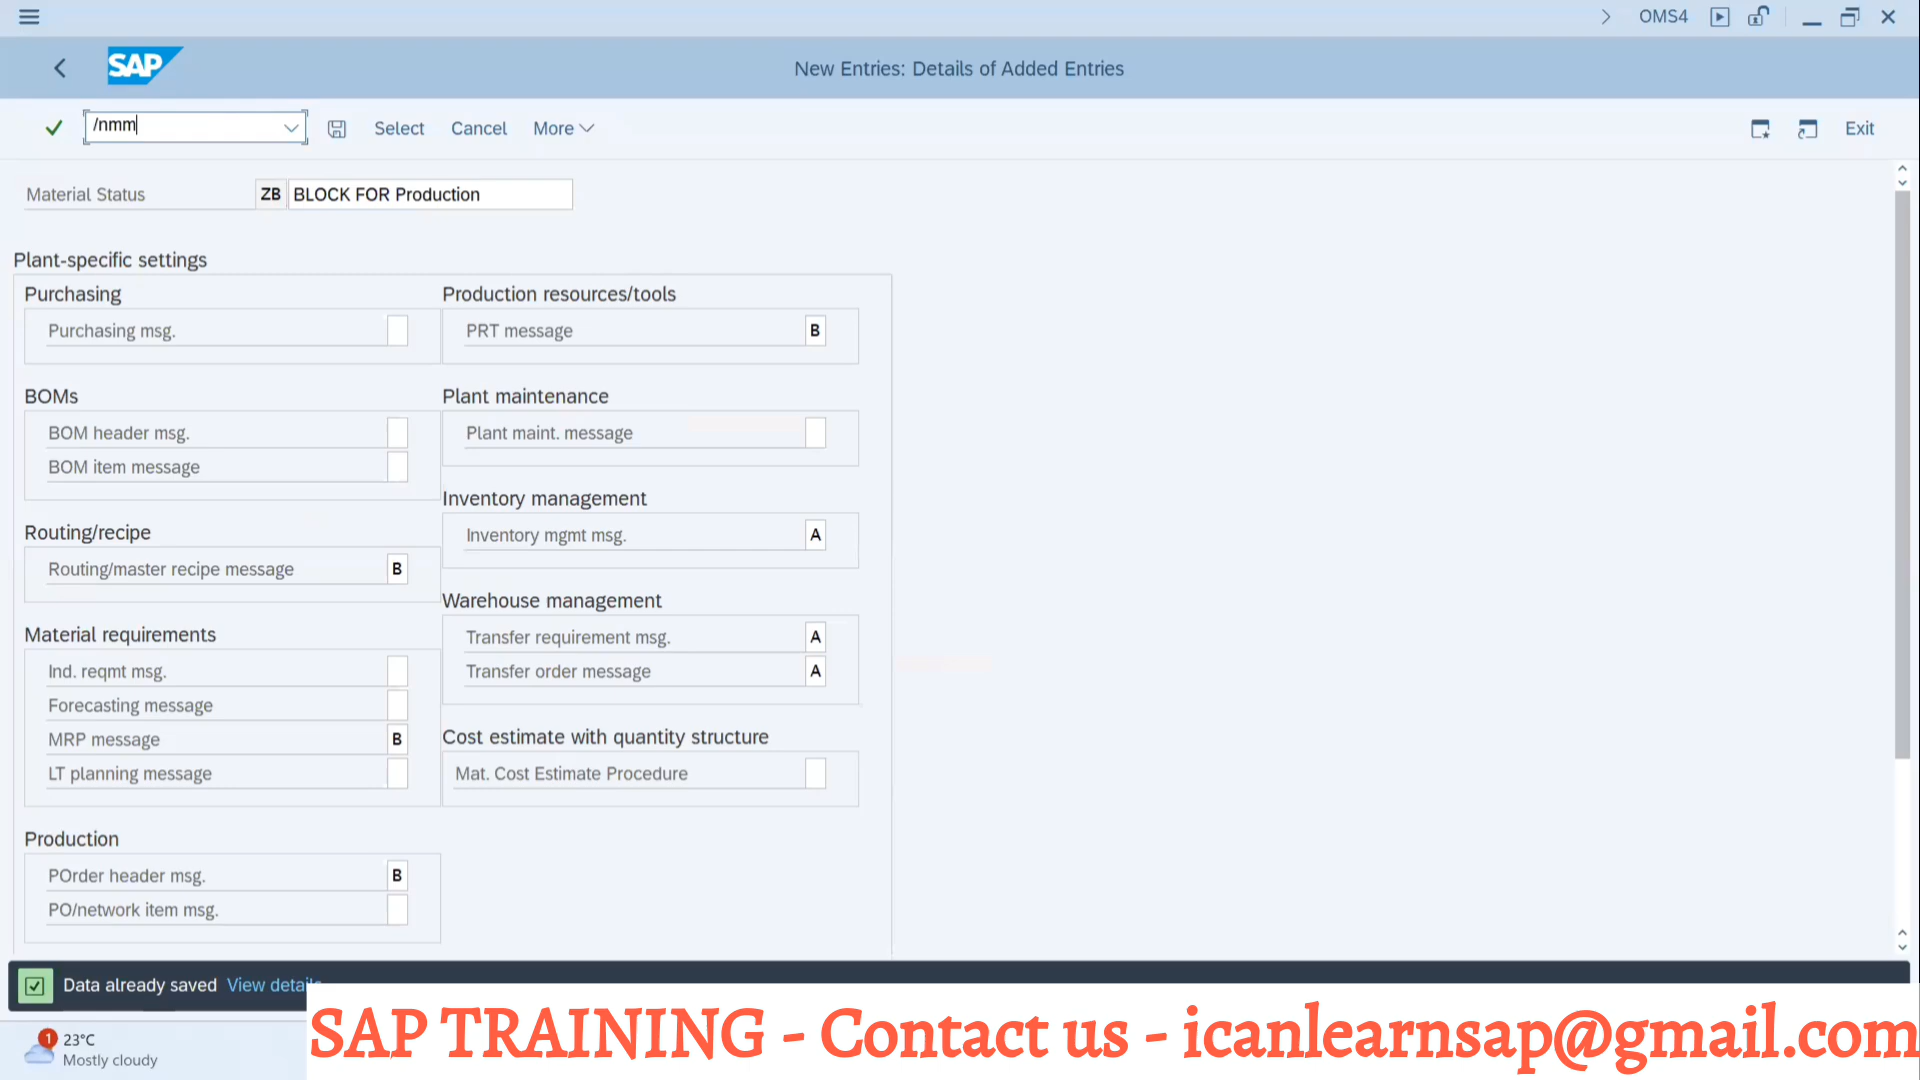 OMS4
SAP
New Entries: Details of Added Entries
/nmm
Select
Cancel
More
Exit
Material Status
ZB
BLOCK FOR Production
Plant-specific settings
Purchasing
Purchasing msg.
Production resources/tools
PRT message
B
BOMs
BOM header msg.
BOM item message
Plant maintenance
Plant maint. message
Inventory management
Inventory mgmt msg.
A
Routing/recipe
Routing/master recipe message
B
Warehouse management
Transfer requirement msg.
A
Transfer order message
A
Material requirements
Ind. reqmt msg.
Forecasting message
MRP message
B
LT planning message
Cost estimate with quantity structure
Mat. Cost Estimate Procedure
Production
POrder header msg.
B
PO/network item msg.
Data already saved View details
1
23°C
Mostly cloudy
SAP TRAINING - Contact us - icanlearnsap@gmail.com